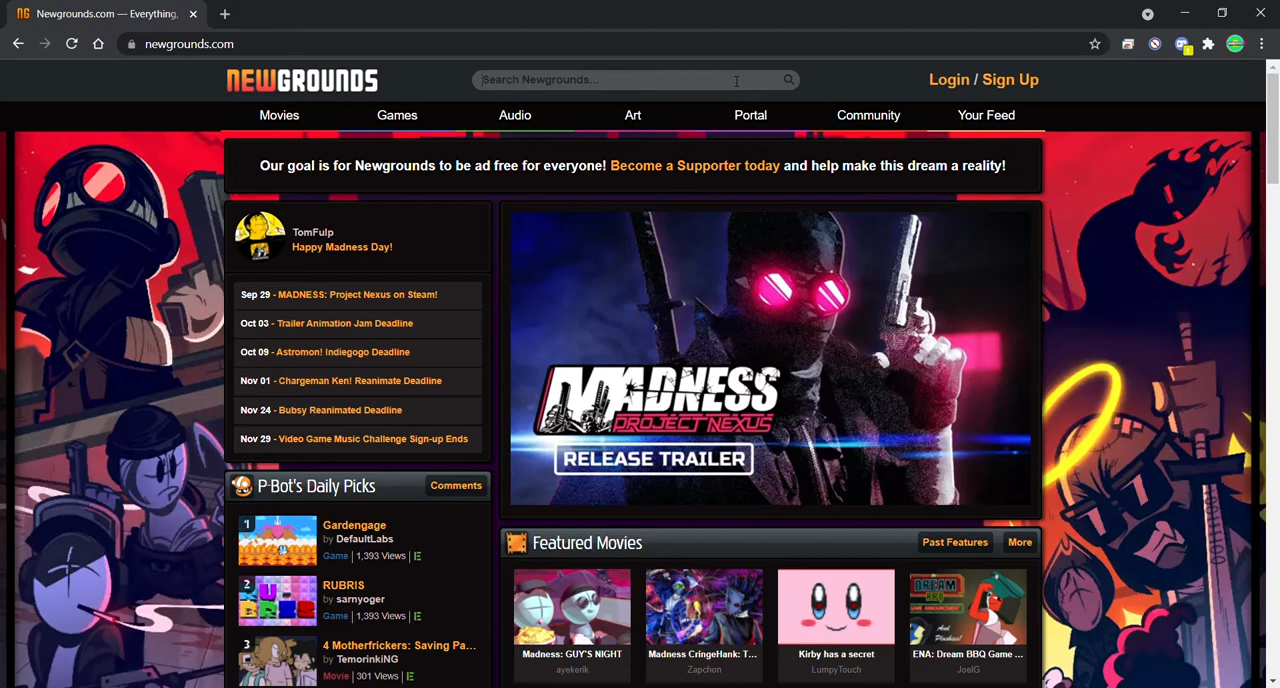 NG Newgrounds.com — Everything,
newgrounds.com
NEWGROUNDS
Search Newgrounds...
Login / Sign Up
Movies
Games
Audio
Art
Portal
Community
Your Feed
Our goal is for Newgrounds to be ad free for everyone! Become a Supporter today and help make this dream a reality!
TomFulp
Happy Madness Day!
Sep 29 - MADNESS: Project Nexus on Steam!
Oct 03 - Trailer Animation Jam Deadline
Oct 09 - Astromon! Indiegogo Deadline
Nov 01 - Chargeman Ken! Reanimate Deadline
Nov 24 - Bubsy Reanimated Deadline
Nov 29 - Video Game Music Challenge Sign-up Ends
MADNESS
PROJECT NEXUS
RELEASE TRAILER
P-Bot's Daily Picks
Comments
1
Gardengage
by DefaultLabs
Game | 1,393 Views | E
2
RUBRIS
by samyoger
Game | 1,393 Views | E
3
4 Motherfrickers: Saving Pa...
by TemorinkiNG
Movie | 301 Views | E
Featured Movies
Past Features
More
Madness: GUY'S NIGHT
ayekerik
Madness CringeHank: T...
Zapchon
Kirby has a secret
LumpyTouch
DREAM
BBQ
ENA: Dream BBQ Game ...
JoelG